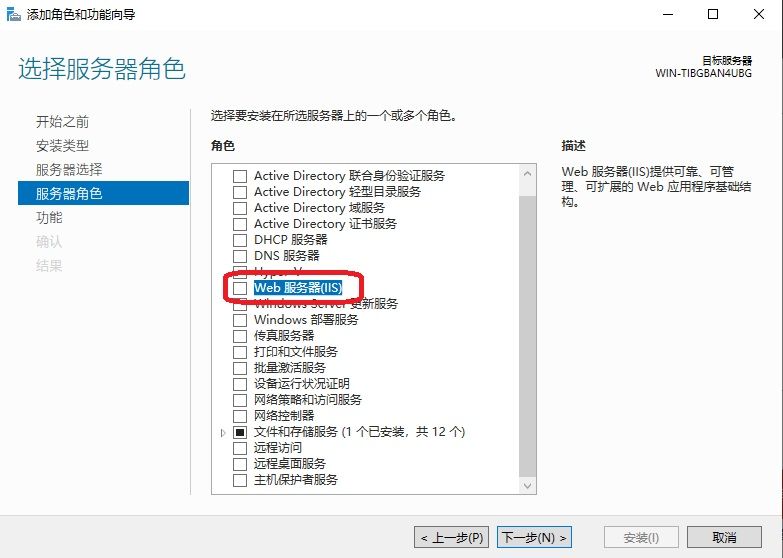 添加角色和功能向导
选择服务器角色
目标服务器
WIN-TIBGBAN4UBG
开始之前
安装类型
服务器选择
服务器角色
功能
确认
结果
选择要安装在所选服务器上的一个或多个角色。
角色
Active Directory 联合身份验证服务
Active Directory 轻型目录服务
Active Directory 域服务
Active Directory 证书服务
DHCP 服务器
DNS 服务器
Hyper-V
Web 服务器(IIS)
Windows Server 更新服务
Windows 部署服务
传真服务器
打印和文件服务
批量激活服务
设备运行状况证明
网络策略和访问服务
网络控制器
文件和存储服务 (1 个已安装，共 12 个)
远程访问
远程桌面服务
主机保护者服务
描述
Web 服务器(IIS)提供可靠、可管
理、可扩展的 Web 应用程序基础结
构。
< 上一步(P)
下一步(N) >
安装(I)
取消